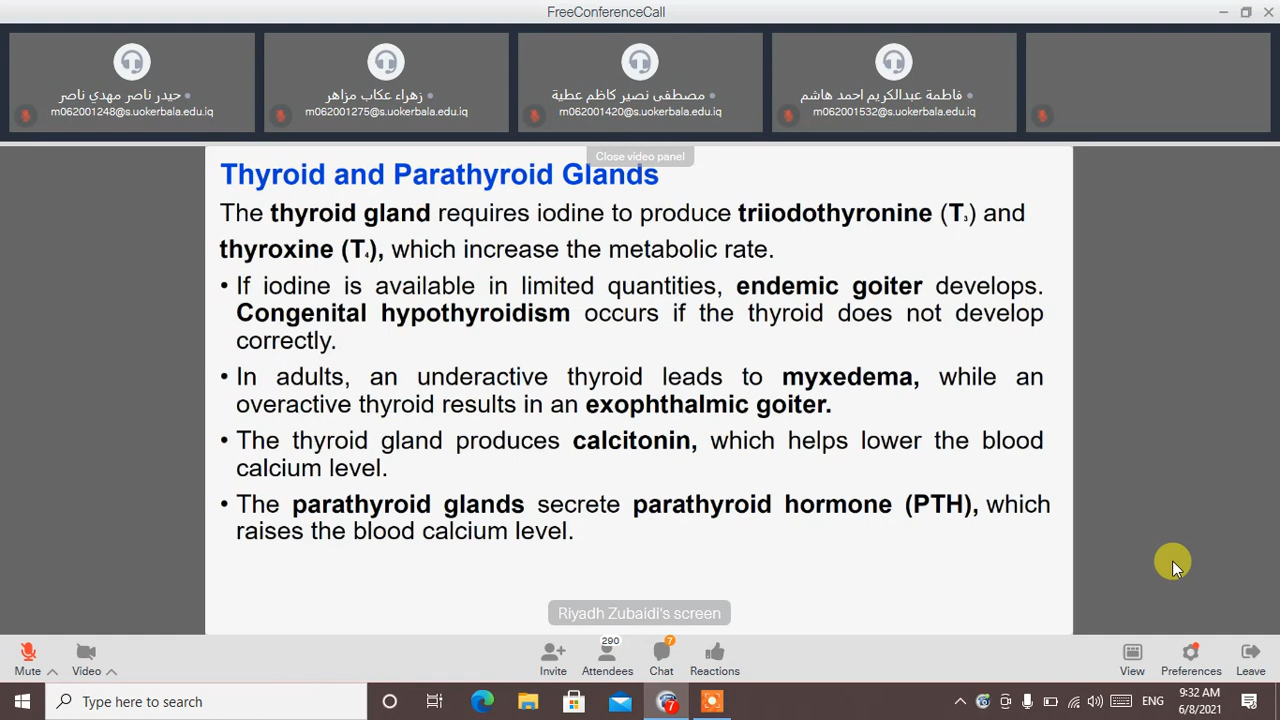 FreeConferenceCall
حيدر ناصر مهدي ناصر
m062001248@s.uokerbala.edu.iq
زهراء عكاب مزاهر
m062001275@s.uokerbala.edu.iq
مصطفى نصير كاظم عطية
m062001420@s.uokerbala.edu.iq
فاطمة عبدالكريم احمد هاشم
m062001532@s.uokerbala.edu.iq
Close video panel
Thyroid and Parathyroid Glands
The thyroid gland requires iodine to produce triiodothyronine (T₃) and
thyroxine (T₄), which increase the metabolic rate.
• If iodine is available in limited quantities, endemic goiter develops.
Congenital hypothyroidism occurs if the thyroid does not develop
correctly.
• In adults, an underactive thyroid leads to myxedema, while an
overactive thyroid results in an exophthalmic goiter.
• The thyroid gland produces calcitonin, which helps lower the blood
calcium level.
• The parathyroid glands secrete parathyroid hormone (PTH), which
raises the blood calcium level.
Riyadh Zubaidi's screen
290
7
Mute
Video
Invite
Attendees
Chat
Reactions
View
Preferences
Leave
Type here to search
7
ENG
9:32 AM
6/8/2021